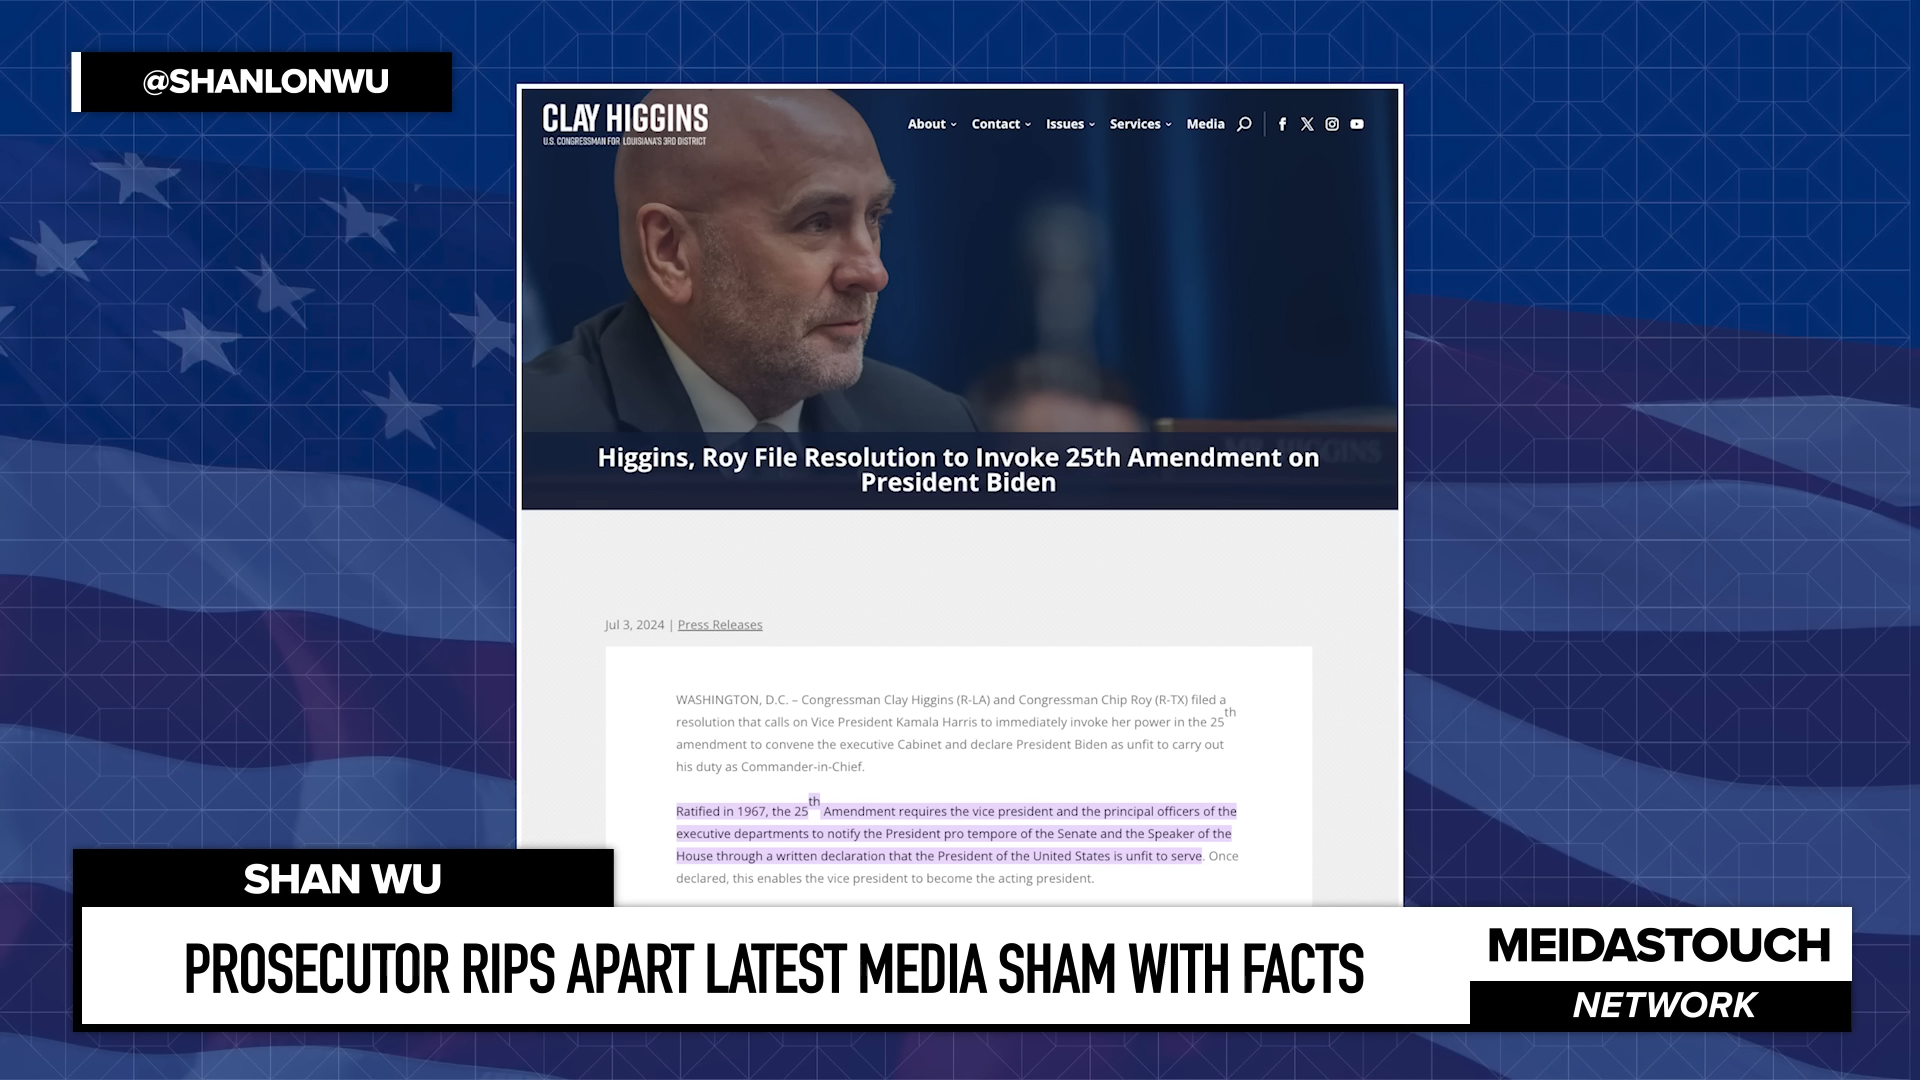 @SHANLONWU
CLAY HIGGINS
U.S. CONGRESSMAN FOR LOUISIANA'S 3RD DISTRICT
About Contact Issues Services Media
MR. HIGGINS
Higgins, Roy File Resolution to Invoke 25th Amendment on
President Biden
Jul 3, 2024 | Press Releases
WASHINGTON, D.C. – Congressman Clay Higgins (R-LA) and Congressman Chip Roy (R-TX) filed a
resolution that calls on Vice President Kamala Harris to immediately invoke her power in the 25th
amendment to convene the executive Cabinet and declare President Biden as unfit to carry out
his duty as Commander-in-Chief.
Ratified in 1967, the 25th Amendment requires the vice president and the principal officers of the
executive departments to notify the President pro tempore of the Senate and the Speaker of the
House through a written declaration that the President of the United States is unfit to serve. Once
declared, this enables the vice president to become the acting president.
SHAN WU
PROSECUTOR RIPS APART LATEST MEDIA SHAM WITH FACTS
MEIDASTOUCH
NETWORK